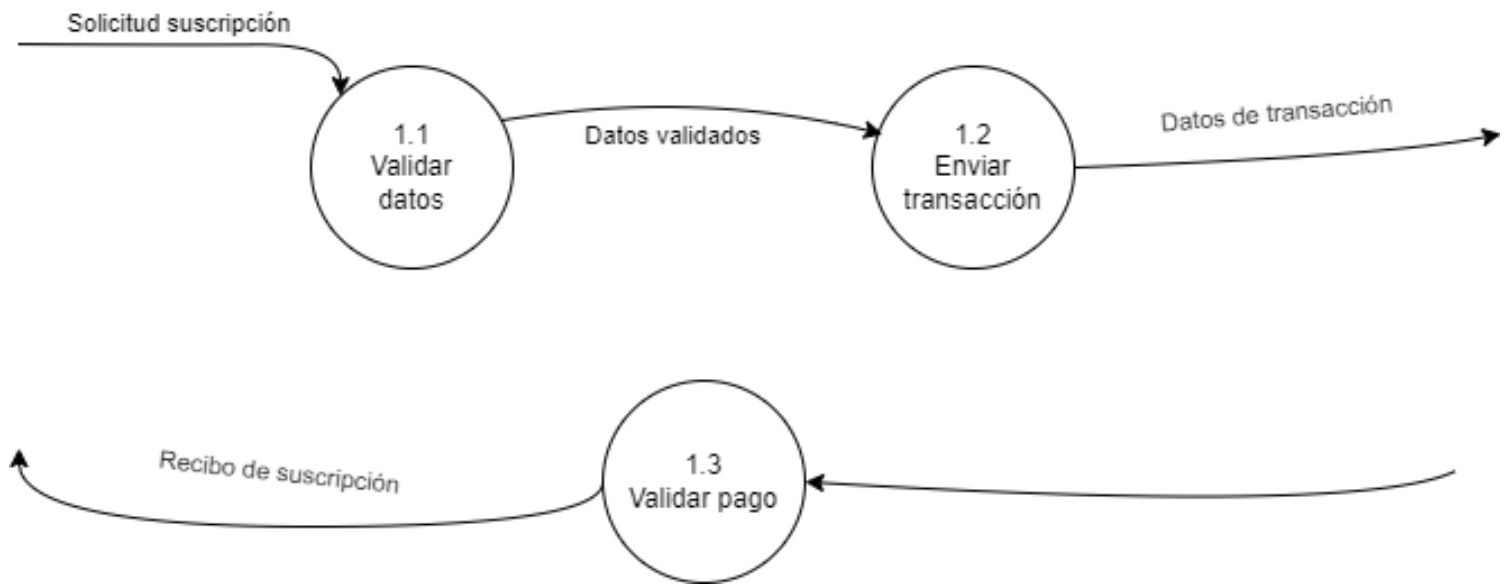 Solicitud suscripción
1.1
Validar
datos
Datos validados
1.2
Enviar
transacción
Datos de transacción
Recibo de suscripción
1.3
Validar pago